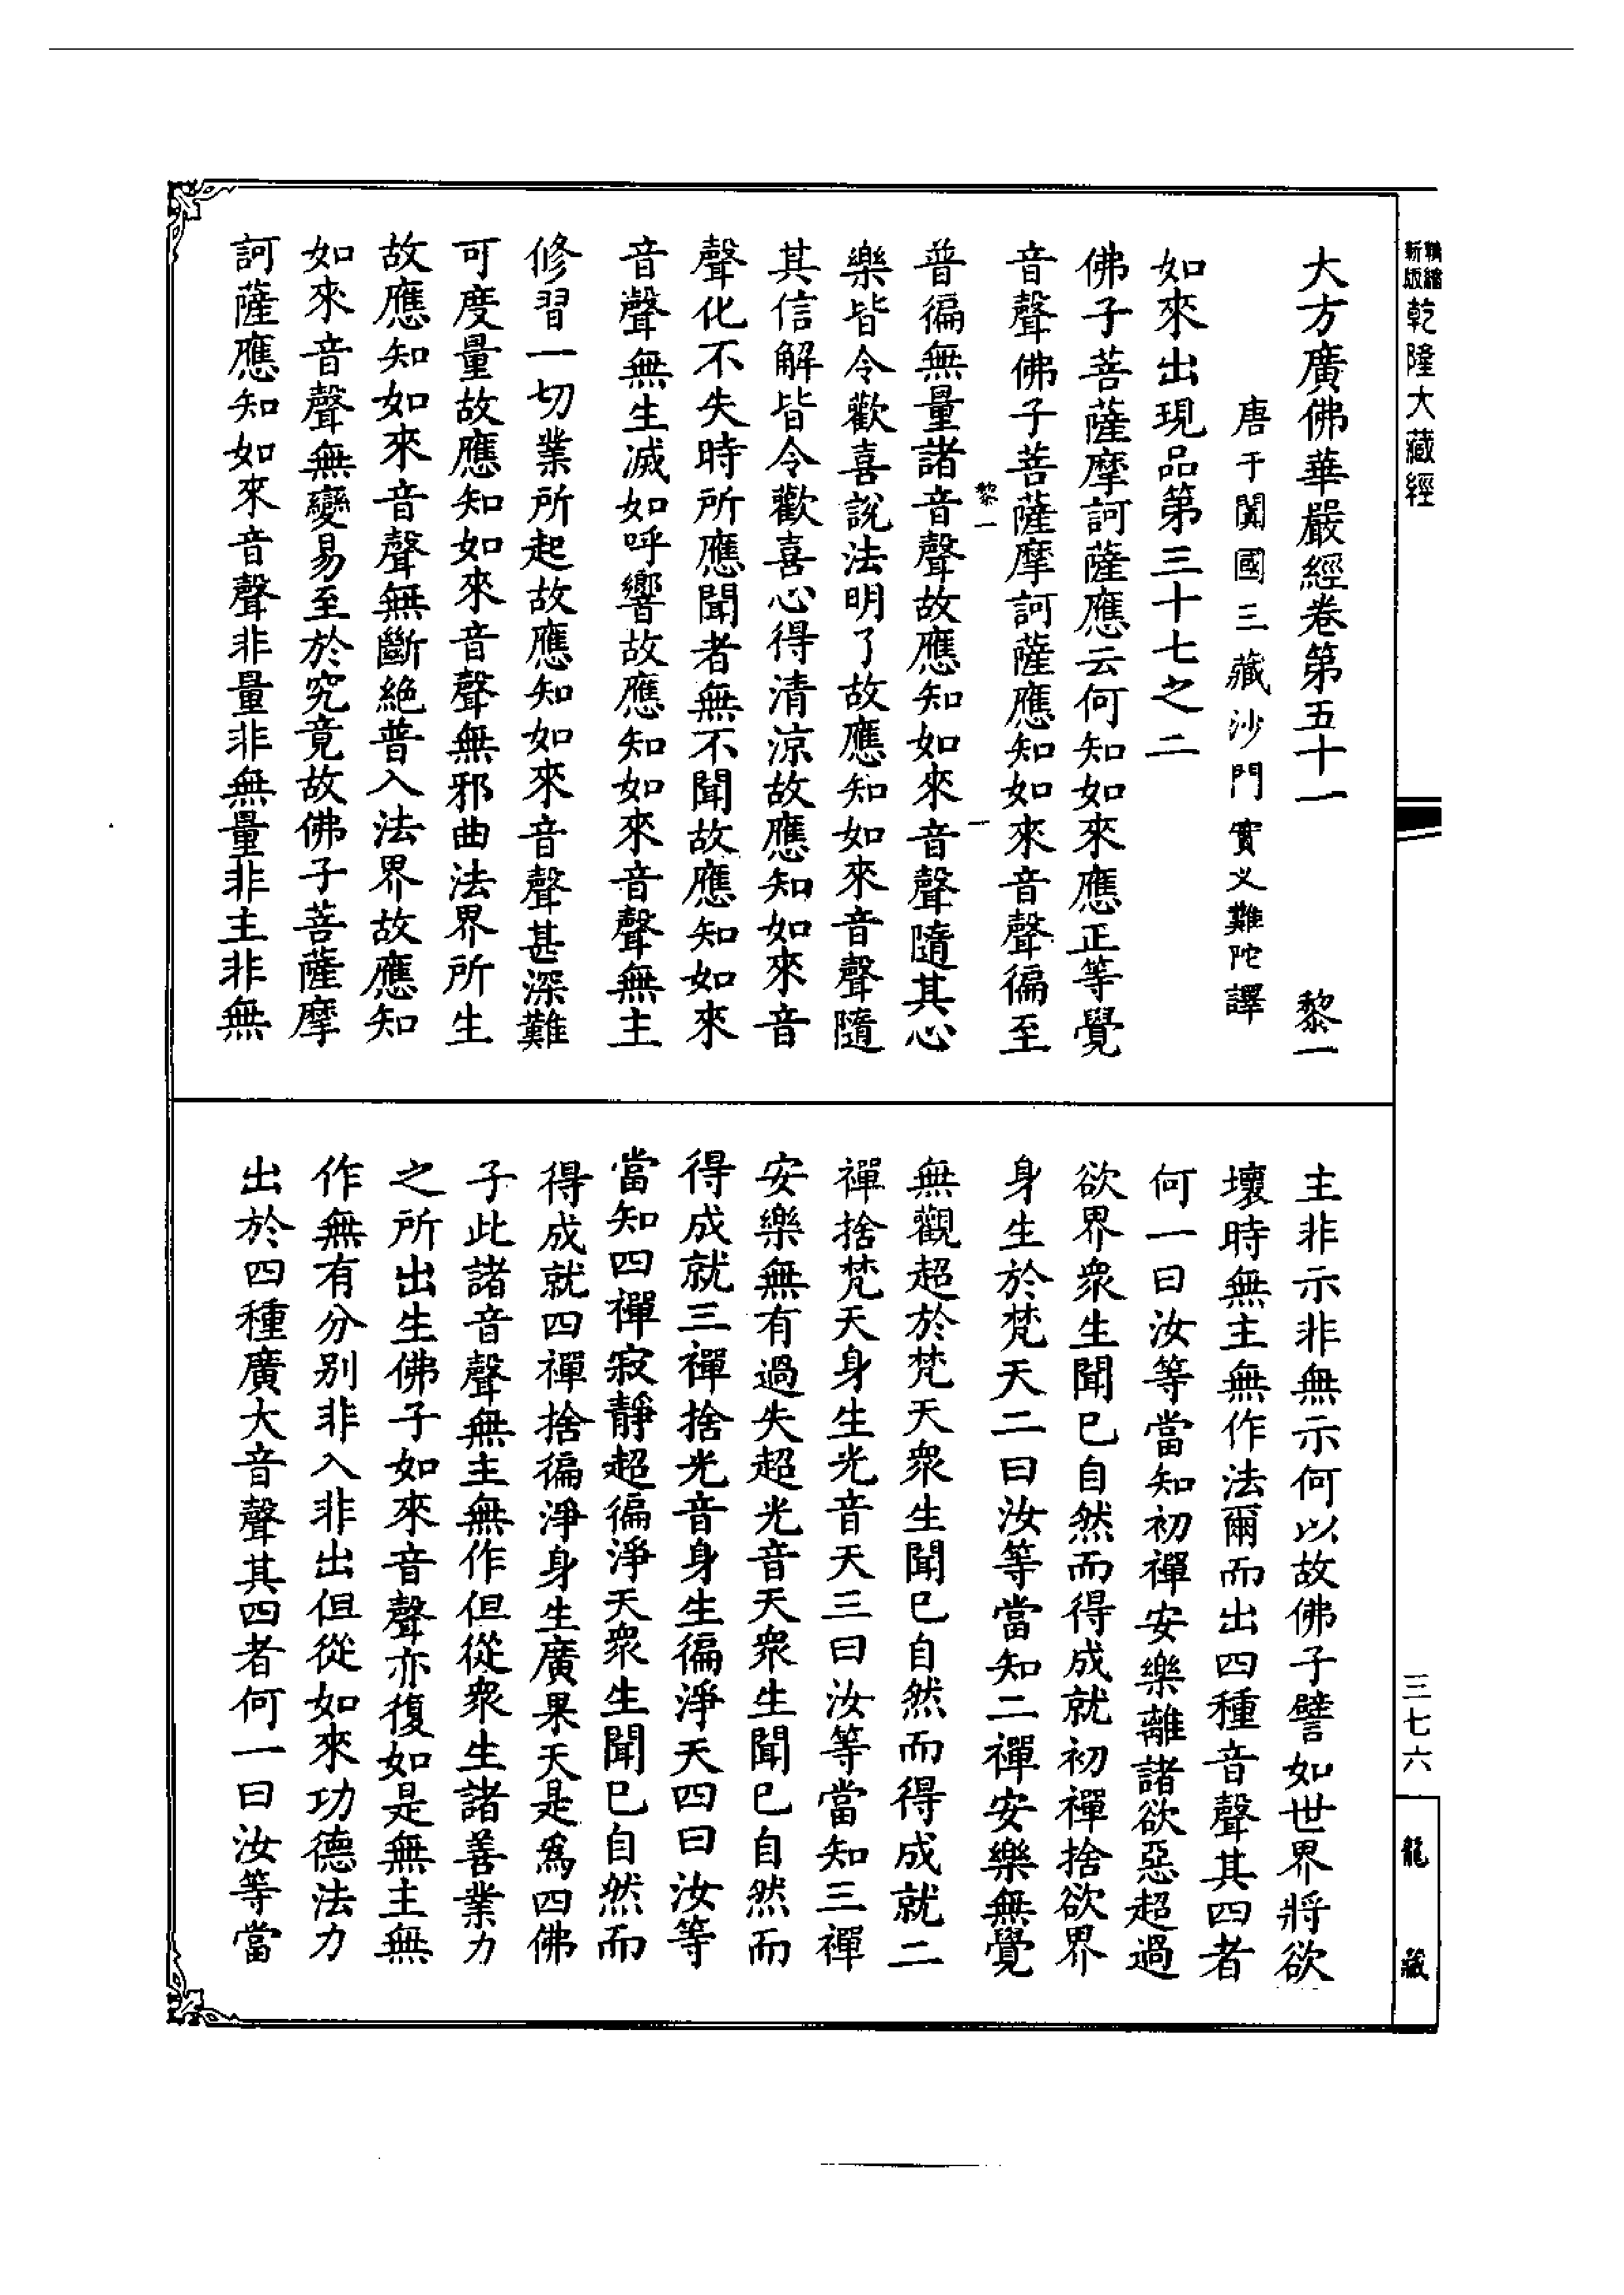 精縮新版乾隆大藏經
三七六
龍藏
大方廣佛華嚴經卷第五十一 黎一
唐于闐國三藏沙門實叉難陀譯
如來出現品第三十七之二
佛子菩薩摩訶薩應云何知如來應正等覺
音聲佛子菩薩摩訶薩應知如來音聲徧至
黎一 一
普徧無量諸音聲故應知如來音聲隨其心
樂皆令歡喜說法明了故應知如來音聲隨
其信解皆令歡喜心得清涼故應知如來音
聲化不失時所應聞者無不聞故應知如來
音聲無生滅如呼響故應知如來音聲無主
修習一切業所起故應知如來音聲甚深難
可度量故應知如來音聲無邪曲法界所生
故應知如來音聲無斷絕普入法界故應知
如來音聲無變易至於究竟故佛子菩薩摩
訶薩應知如來音聲非量非無量非主非無
主非示非無示何以故佛子譬如世界將欲
壞時無主無作法爾而出四種音聲其四者
何一曰汝等當知初禪安樂離諸欲惡超過
欲界眾生聞已自然而得成就初禪捨欲界
身生於梵天二曰汝等當知二禪安樂無覺
無觀超於梵天眾生聞已自然而得成就二
禪捨梵天身生光音天三曰汝等當知三禪
安樂無有過失超光音天眾生聞已自然而
得成就三禪捨光音身生徧淨天四曰汝等
當知四禪寂靜超徧淨天眾生聞已自然而
得成就四禪捨徧淨身生廣果天是為四佛
子此諸音聲無主無作但從眾生諸善業力
之所出生佛子如來音聲亦復如是無主無
作無有分別非入非出但從如來功德法力
出於四種廣大音聲其四者何一曰汝等當